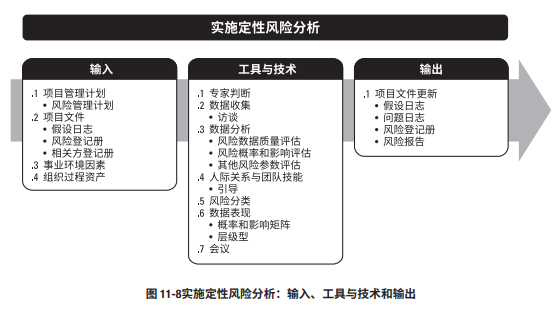 实施定性风险分析
输入
.1 项目管理计划
• 风险管理计划
.2 项目文件
• 假设日志
• 风险登记册
• 相关方登记册
.3 事业环境因素
.4 组织过程资产
工具与技术
.1 专家判断
.2 数据收集
• 访谈
.3 数据分析
• 风险数据质量评估
• 风险概率和影响评估
• 其他风险参数评估
.4 人际关系与团队技能
• 引导
.5 风险分类
.6 数据表现
• 概率和影响矩阵
• 层级型
.7 会议
输出
.1 项目文件更新
• 假设日志
• 问题日志
• 风险登记册
• 风险报告
图 11-8实施定性风险分析：输入、工具与技术和输出